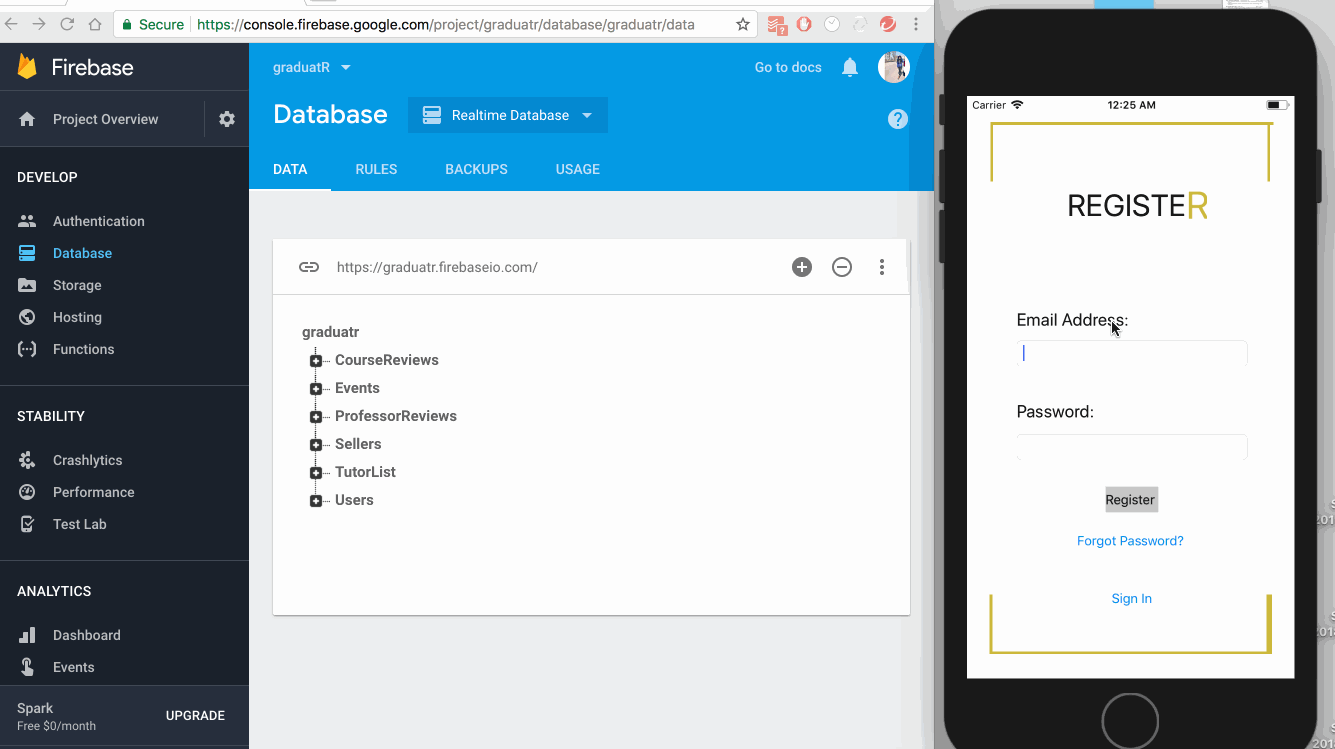 Secure https://console.firebase.google.com/project/graduatr/database/graduatr/data
Firebase
Project Overview
DEVELOP
Authentication
Database
Storage
Hosting
Functions
STABILITY
Crashlytics
Performance
Test Lab
ANALYTICS
Dashboard
Events
Spark
Free $0/month
UPGRADE
graduatR
Go to docs
Database
Realtime Database
?
DATA RULES BACKUPS USAGE
https://graduatr.firebaseio.com/
graduatr
CourseReviews
Events
ProfessorReviews
Sellers
TutorList
Users
Carrier 12:25 AM
REGISTER
Email Address:
Password:
Register
Forgot Password?
Sign In